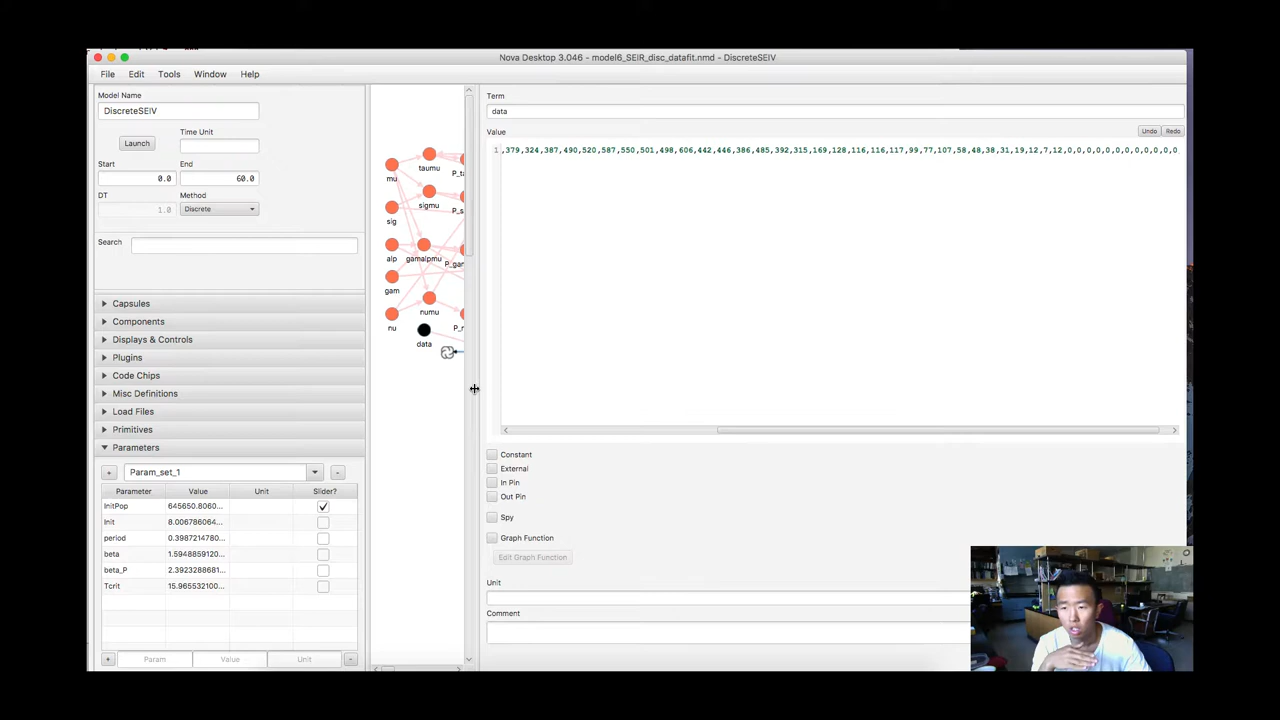 Nova Desktop 3.046 - model6_SEIR_disc_datafit.nmd - DiscreteSEIV
File Edit Tools Window Help
Model Name
DiscreteSEIV
Launch
Time Unit
Start End
0.0 60.0
DT Method
1.0 Discrete
Search
Capsules
Components
Displays & Controls
Plugins
Code Chips
Misc Definitions
Load Files
Primitives
Parameters
+ Param_set_1 -
Parameter Value Unit Slider?
InitPop 645650.8060...
Init 8.006786064...
period 0.3987214780...
beta 1.5948859120...
beta_P 2.3923288681...
Tcrit 15.965532100...
+ Param Value Unit -
mu
taumu
P_ta
sig
sigmu
P_s
alp
gamalpmu
P_gar
gam
nu
numu
P_r
data
Term
data
Value
Undo Redo
1 ,379,324,387,490,520,587,550,501,498,606,442,446,386,485,392,315,169,128,116,116,117,99,77,107,58,48,38,31,19,12,7,12,0,0,0,0,0,0,0,0,0,0,0
Constant
External
In Pin
Out Pin
Spy
Graph Function
Edit Graph Function
Unit
Comment